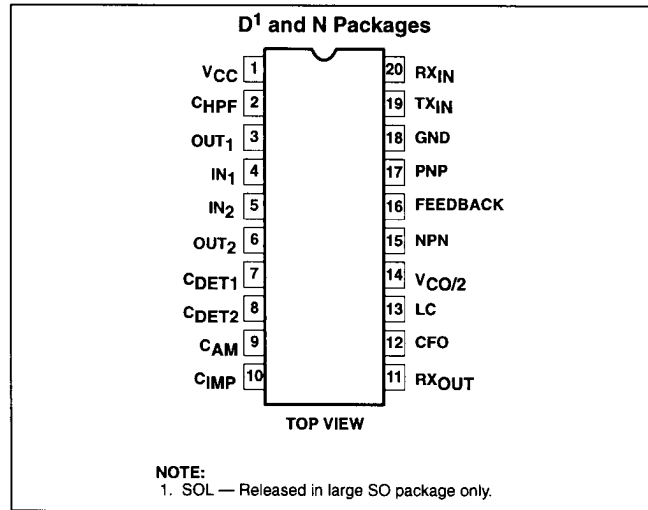 D1 and N Packages
VCC 1 20 RXIN
CHPF 2 19 TXIN
OUT1 3 18 GND
IN1 4 17 PNP
IN2 5 16 FEEDBACK
OUT2 6 15 NPN
CDET1 7 14 VCO/2
CDET2 8 13 LC
CAM 9 12 CFO
CIMP 10 11 RXOUT
TOP VIEW
NOTE:
1. SOL — Released in large SO package only.